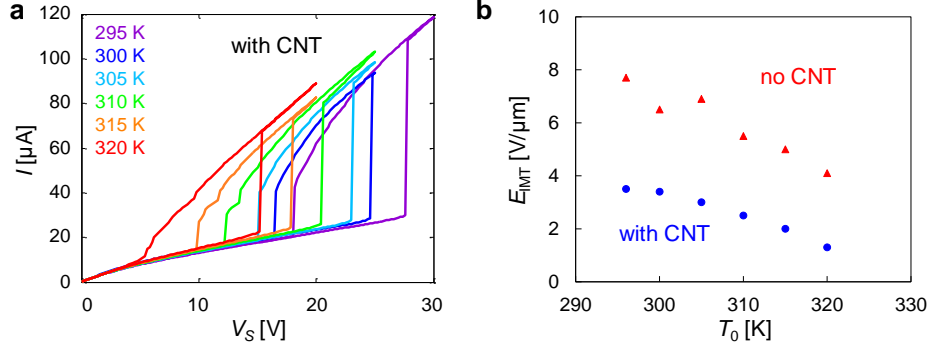 a
with CNT
295 K
300 K
305 K
310 K
315 K
320 K
120
100
80
60
40
20
0
I [µA]
0
10
20
30
V_S [V]
b
no CNT
with CNT
10
8
6
4
2
0
E_IMT [V/µm]
290
300
310
320
330
T_0 [K]